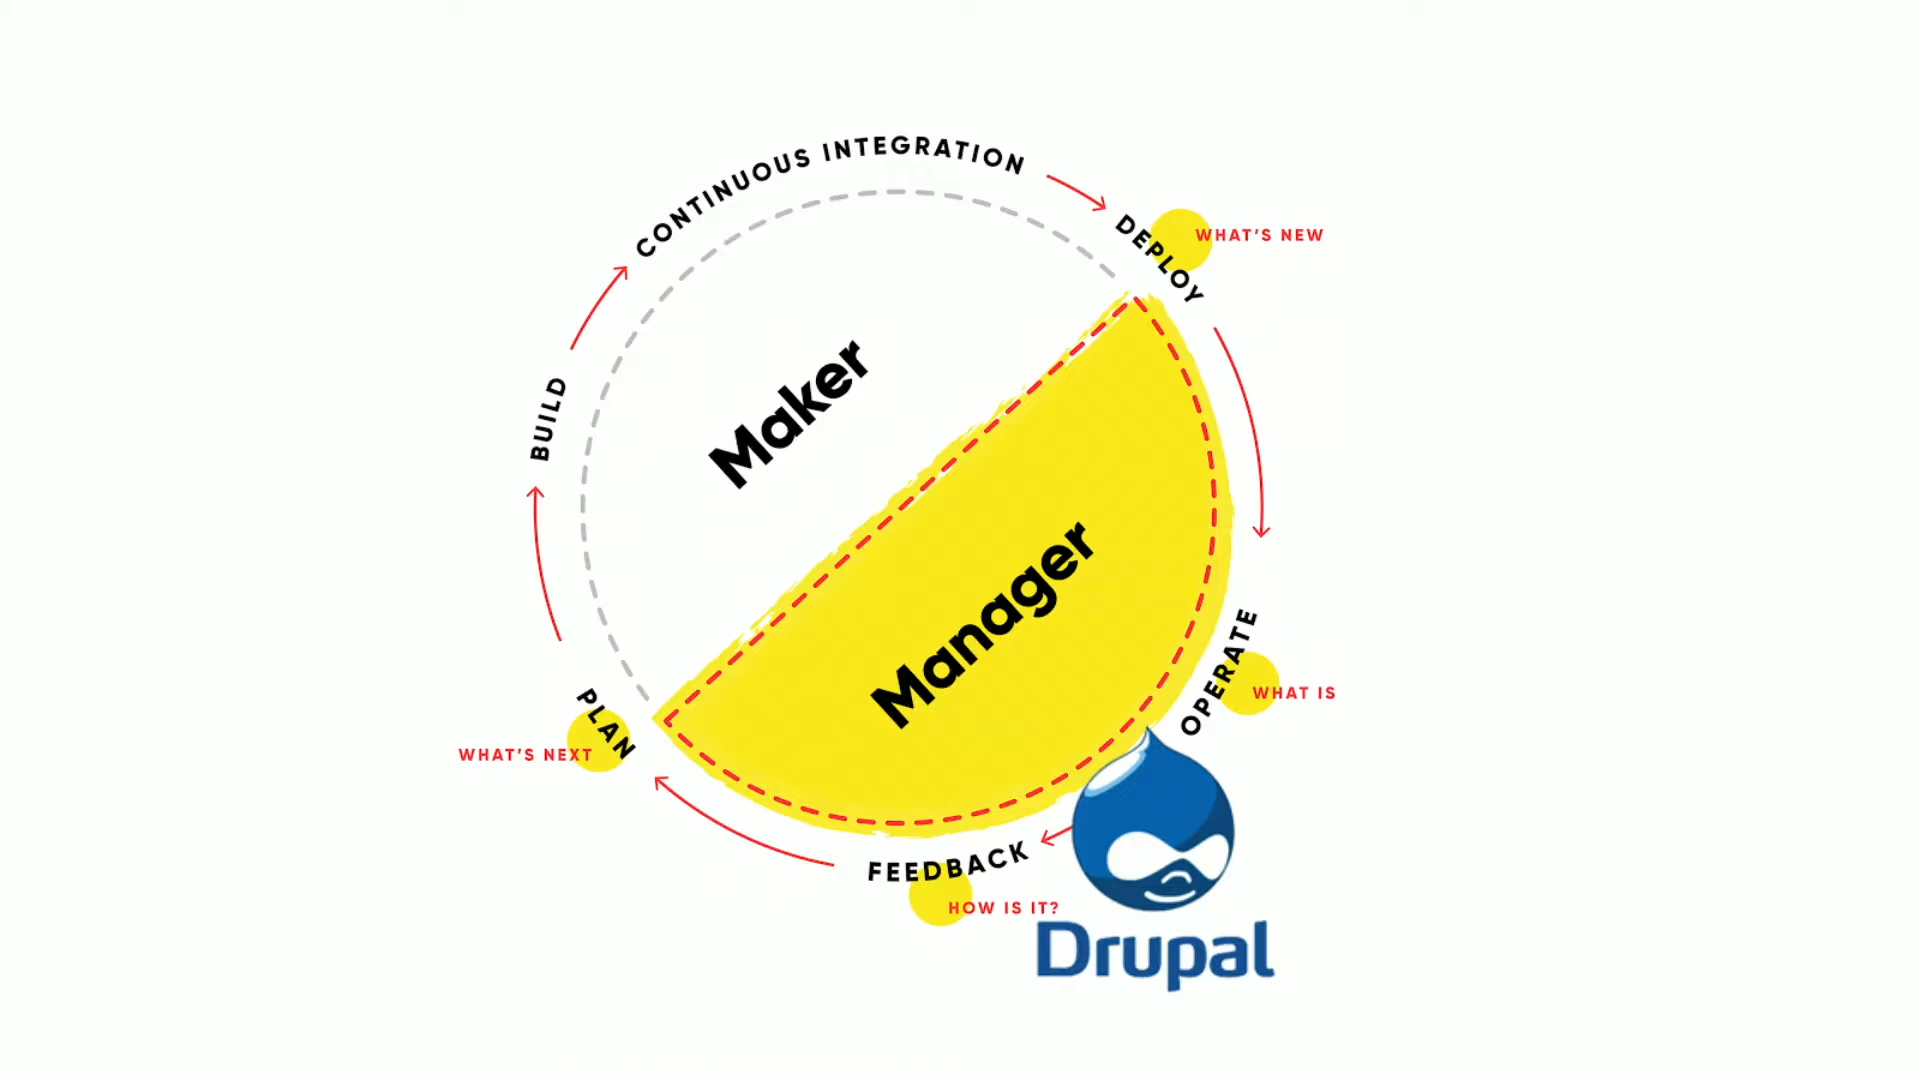 CONTINUOUS INTEGRATION
DEPLOY
WHAT'S NEW
BUILD
Maker
Manager
OPERATE
WHAT IS
PLAN
WHAT'S NEXT
FEEDBACK
HOW IS IT?
Drupal